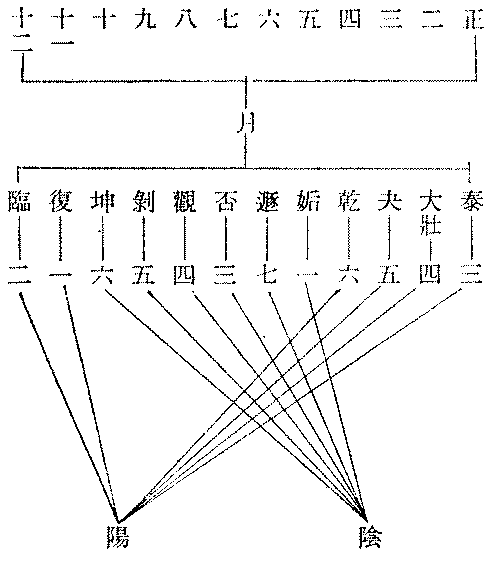 正 二 三 四 五 六 七 八 九 十 十一 十二
月
泰 大壯 夬 乾 姤 遯 否 觀 剝 坤 復 臨
三 四 五 六 一 七 三 四 五 六 一 二
陰 陽